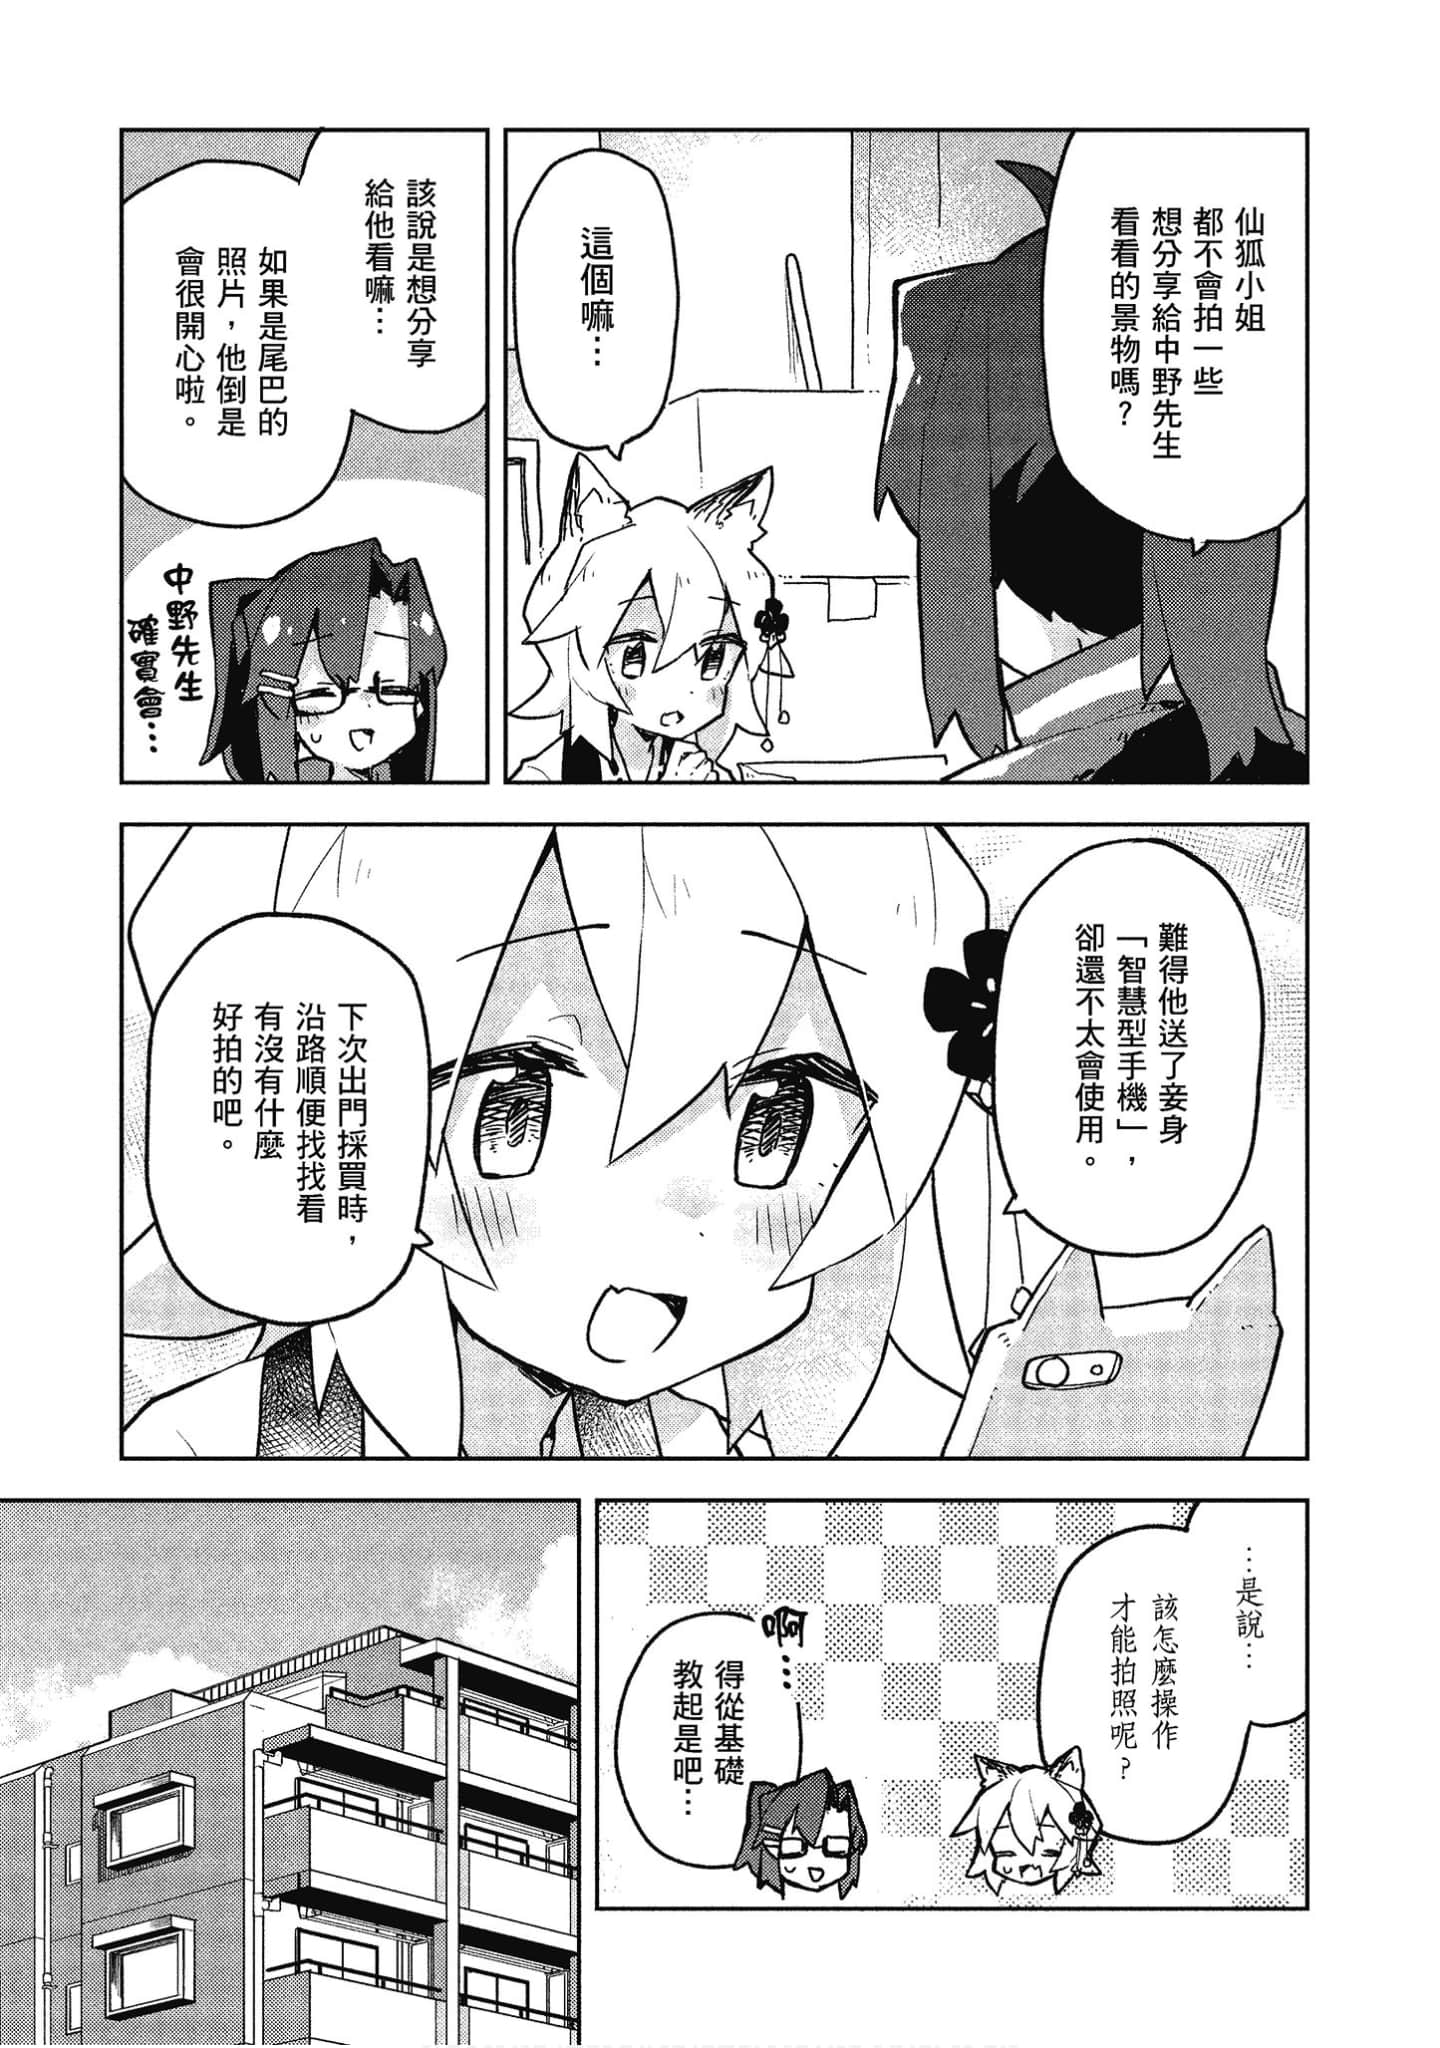 仙狐小姐
都不會拍一些
想分享給中野先生
看看的景物嗎？
這個嘛…
該說是想分享
給他看嘛…
如果是尾巴的
照片，他倒是
會很開心啦。
中野先生
確實會…
難得他送了妾身
「智慧型手機」，
卻還不太會使用。
下次出門採買時，
沿路順便找找看
有沒有什麼
好拍的吧。
…是說…
該怎麼操作
才能拍照呢？
啊…
得從基礎
教起是吧…